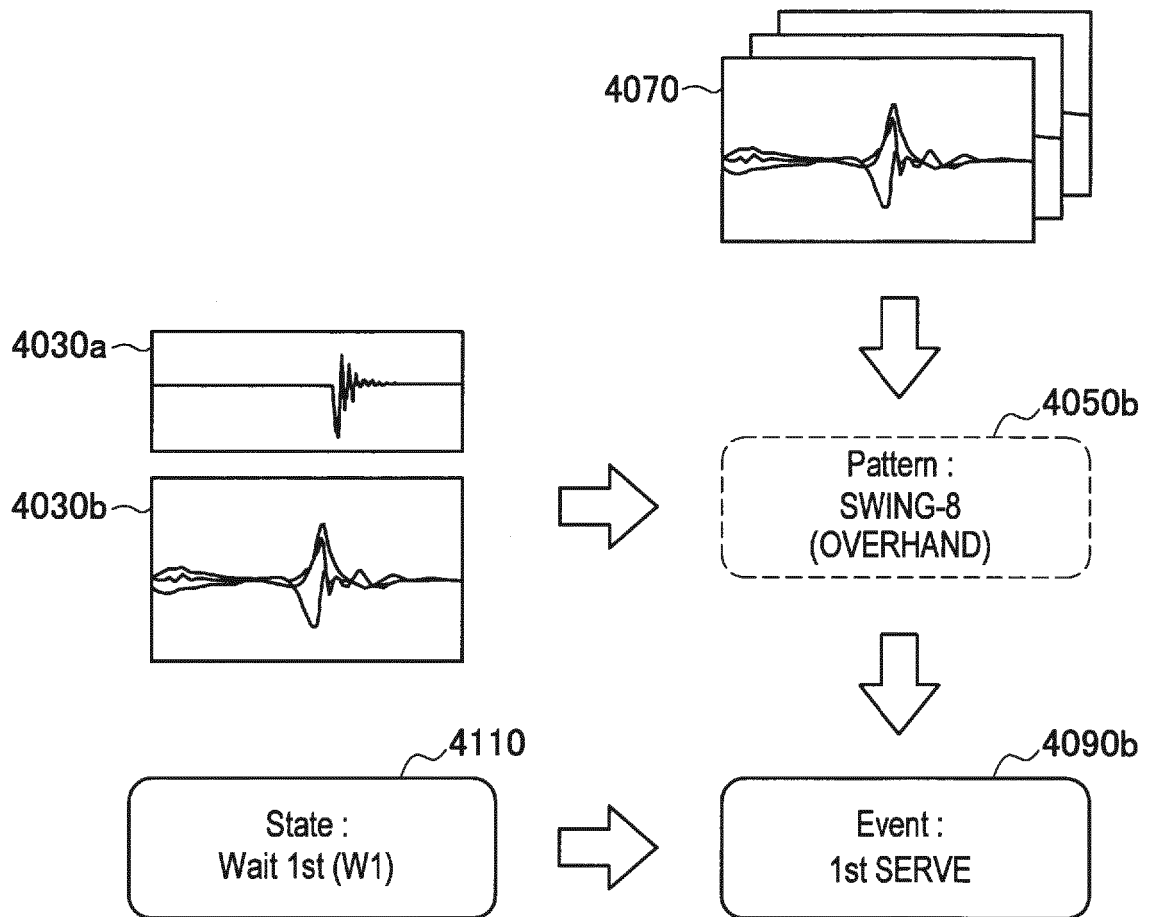 4070
4030a
4050b
Pattern :
SWING-8
(OVERHAND)
4030b
4110
State :
Wait 1st (W1)
4090b
Event :
1st SERVE